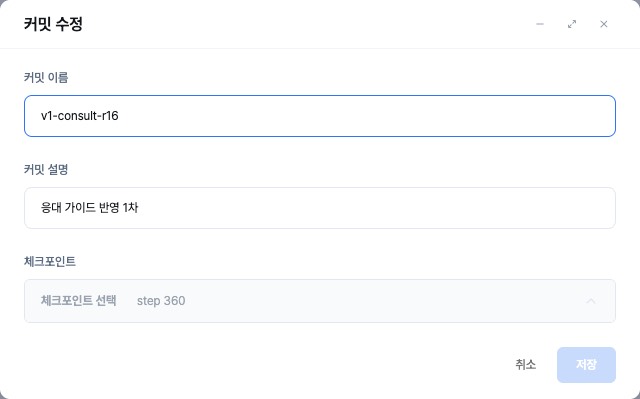 커밋 수정
커밋 이름
v1-consult-r16
커밋 설명
응대 가이드 반영 1차
체크포인트
체크포인트 선택 step 360
취소 저장